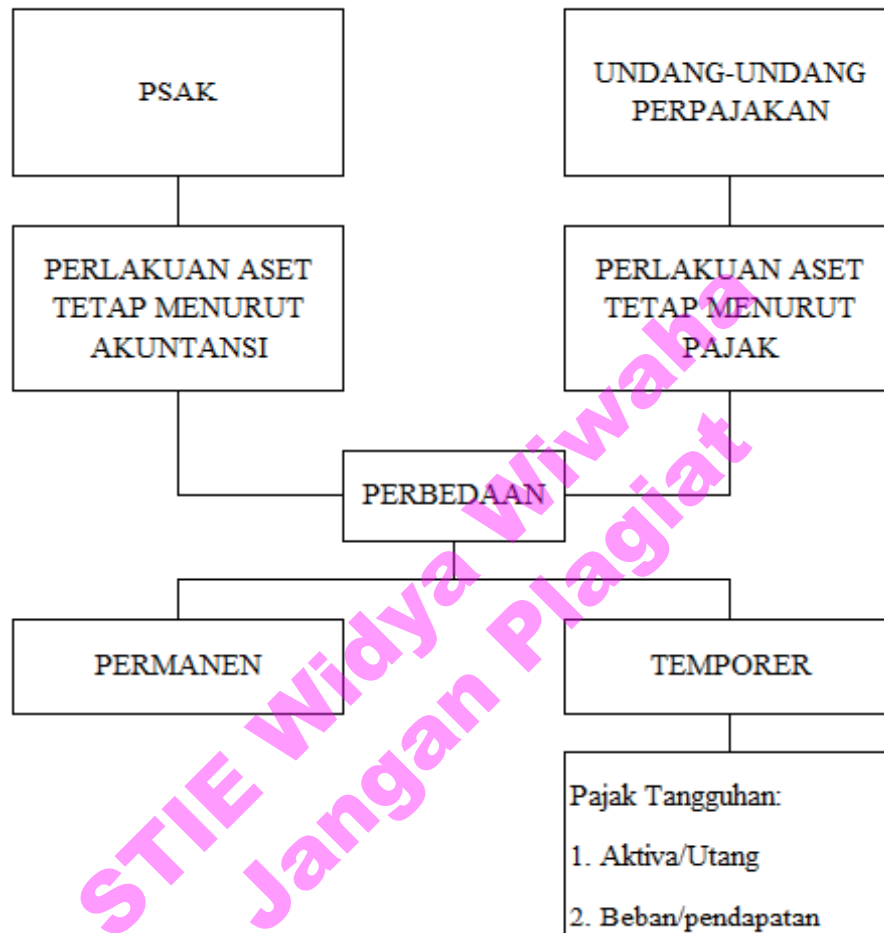 PSAK
UNDANG-UNDANG
PERPAJAKAN
PERLAKUAN ASET
TETAP MENURUT
AKUNTANSI
PERLAKUAN ASET
TETAP MENURUT
PAJAK
PERBEDAAN
PERMANEN
TEMPORER
Pajak Tangguhan:
1. Aktiva/Utang
2. Beban/pendapatan
STIE Widya Wiwaha
Jangan Plagiat